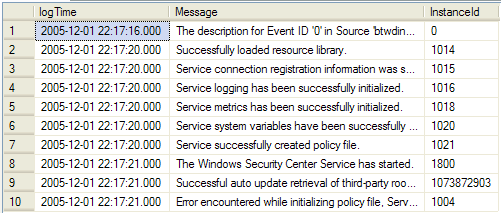 logTime Message InstanceId
1 2005-12-01 22:17:16.000 The description for Event ID '0' in Source 'btwdin... 0
2 2005-12-01 22:17:20.000 Successfully loaded resource library. 1014
3 2005-12-01 22:17:20.000 Service connection registration information was s... 1015
4 2005-12-01 22:17:20.000 Service logging has been successfully initialized. 1016
5 2005-12-01 22:17:20.000 Service metrics has been successfully initialized. 1018
6 2005-12-01 22:17:20.000 Service system variables have been successfully ... 1020
7 2005-12-01 22:17:20.000 Service successfully created policy file. 1021
8 2005-12-01 22:17:21.000 The Windows Security Center Service has started. 1800
9 2005-12-01 22:17:21.000 Successful auto update retrieval of third-party roo... 1073872903
10 2005-12-01 22:17:21.000 Error encountered while initializing policy file, Serv... 1004